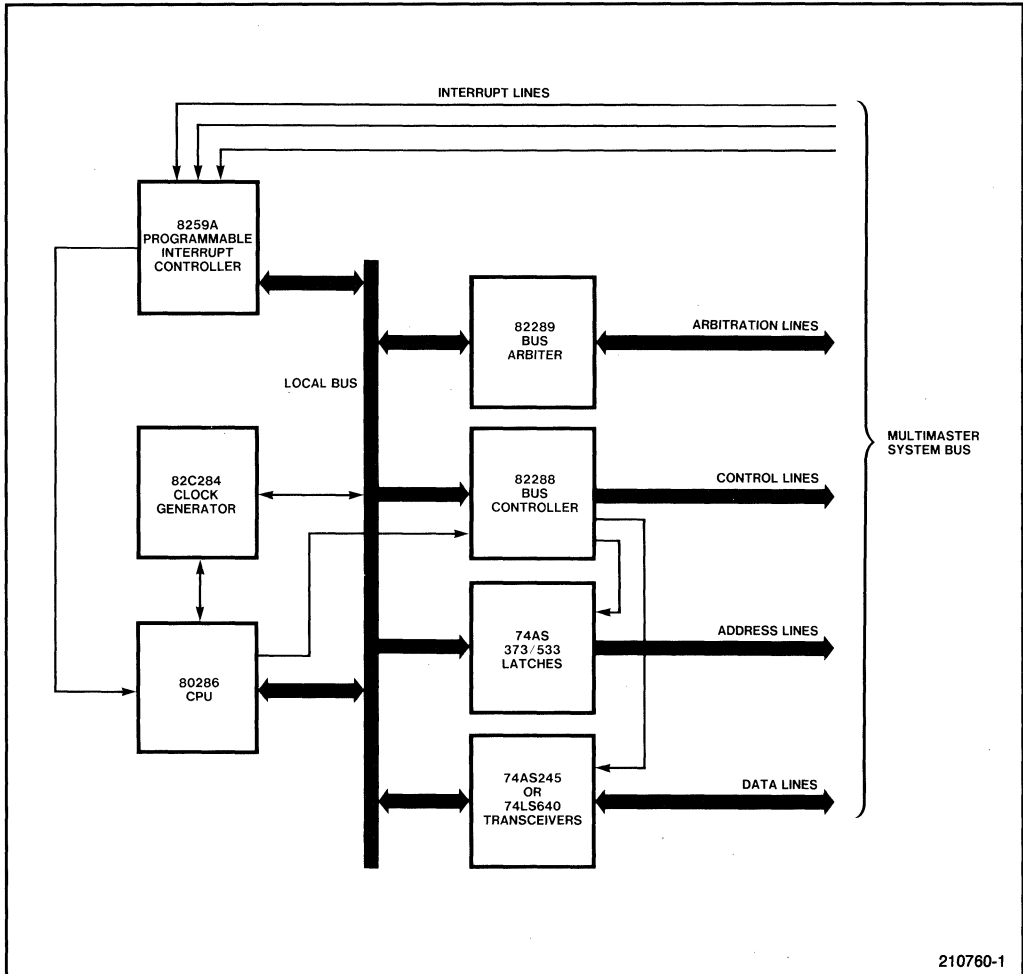 INTERRUPT LINES
8259A
PROGRAMMABLE
INTERRUPT
CONTROLLER
82289
BUS
ARBITER
ARBITRATION LINES
LOCAL BUS
MULTIMASTER
SYSTEM BUS
82C284
CLOCK
GENERATOR
82288
BUS
CONTROLLER
CONTROL LINES
80286
CPU
74AS
373/533
LATCHES
ADDRESS LINES
74AS245
OR
74LS640
TRANSCEIVERS
DATA LINES
210760-1